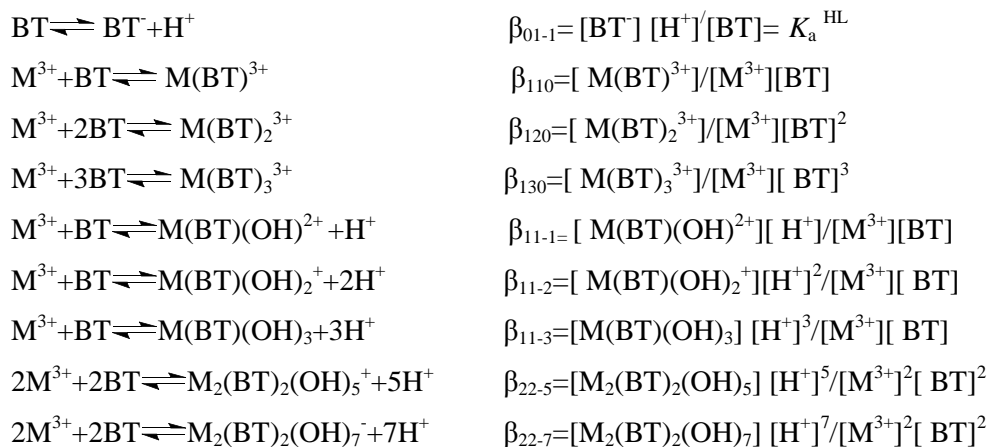 BT⇌ BT⁻+H⁺ β₀₁₋₁= [BT⁻] [H⁺]^/[BT]= Kₐ ^HL
M³⁺+BT⇌ M(BT)³⁺ β₁₁₀=[ M(BT)³⁺]/[M³⁺][BT]
M³⁺+2BT⇌ M(BT)₂³⁺ β₁₂₀=[ M(BT)₂³⁺]/[M³⁺][BT]²
M³⁺+3BT⇌ M(BT)₃³⁺ β₁₃₀=[ M(BT)₃³⁺]/[M³⁺][ BT]³
M³⁺+BT⇌M(BT)(OH)²⁺ +H⁺ β₁₁₋₁₌ [ M(BT)(OH)²⁺][ H⁺]/[M³⁺][BT]
M³⁺+BT⇌M(BT)(OH)₂⁺+2H⁺ β₁₁₋₂=[ M(BT)(OH)₂⁺][H⁺]²/[M³⁺][ BT]
M³⁺+BT⇌M(BT)(OH)₃+3H⁺ β₁₁₋₃=[M(BT)(OH)₃] [H⁺]³/[M³⁺][ BT]
2M³⁺+2BT⇌M₂(BT)₂(OH)₅⁺+5H⁺ β₂₂₋₅=[M₂(BT)₂(OH)₅] [H⁺]⁵/[M³⁺]²[ BT]²
2M³⁺+2BT⇌M₂(BT)₂(OH)₇⁻+7H⁺ β₂₂₋₇=[M₂(BT)₂(OH)₇] [H⁺]⁷/[M³⁺]²[ BT]²